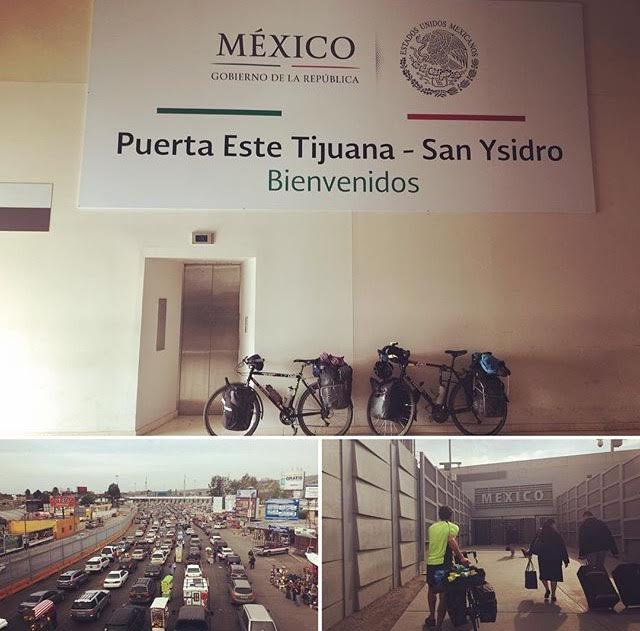 MÉXICO
GOBIERNO DE LA REPÚBLICA
ESTADOS UNIDOS MEXICANOS
Puerta Este Tijuana - San Ysidro
Bienvenidos
MEXICO